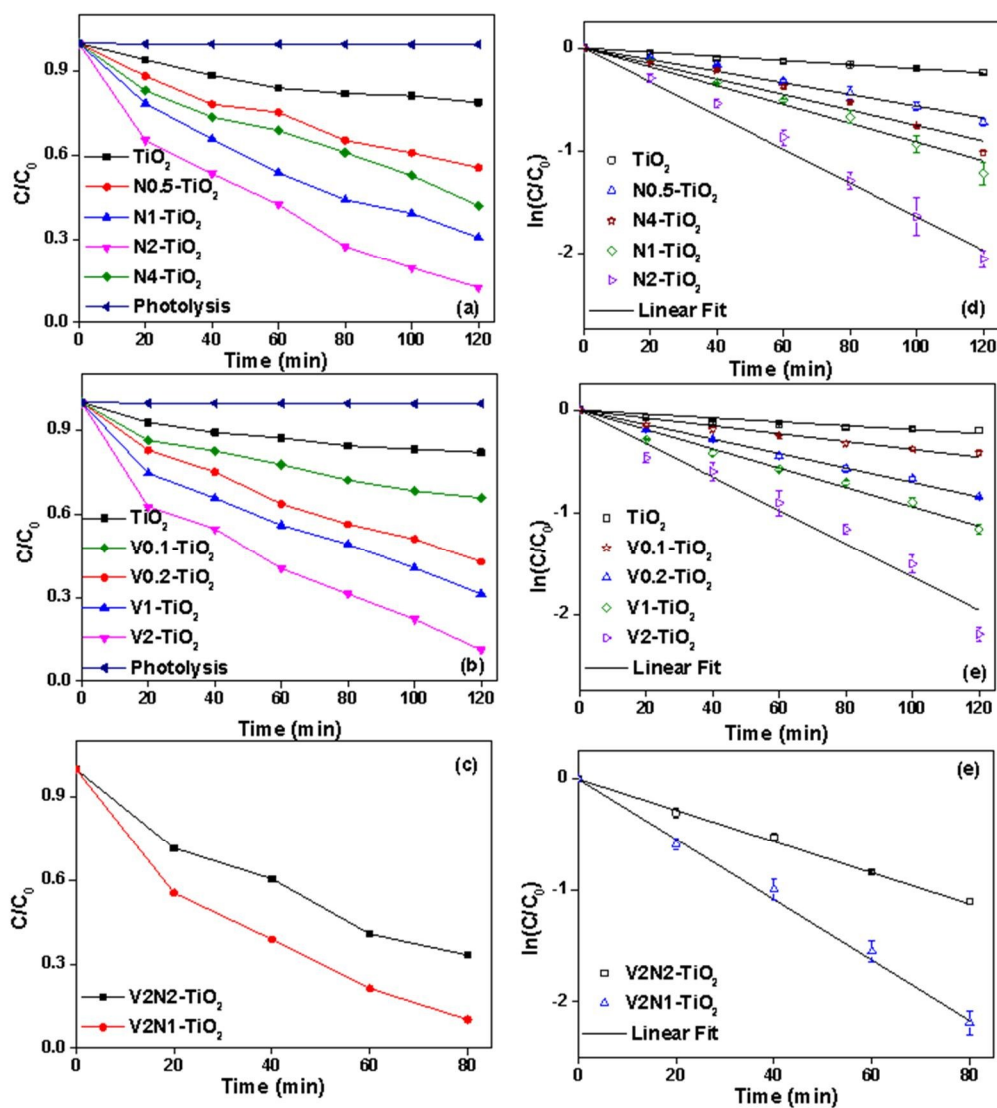 C/C₀
0.9
0.6
0.3
0.0
TiO₂
N0.5-TiO₂
N1-TiO₂
N2-TiO₂
N4-TiO₂
Photolysis
(a)
0 20 40 60 80 100 120
Time (min)
ln(C/C₀)
0
-1
-2
TiO₂
N0.5-TiO₂
N4-TiO₂
N1-TiO₂
N2-TiO₂
Linear Fit
(d)
0 20 40 60 80 100 120
Time (min)
C/C₀
0.9
0.6
0.3
0.0
TiO₂
V0.1-TiO₂
V0.2-TiO₂
V1-TiO₂
V2-TiO₂
Photolysis
(b)
0 20 40 60 80 100 120
Time (min)
ln(C/C₀)
0
-1
-2
TiO₂
V0.1-TiO₂
V0.2-TiO₂
V1-TiO₂
V2-TiO₂
Linear Fit
(e)
0 20 40 60 80 100 120
Time (min)
(c)
C/C₀
0.9
0.6
0.3
0.0
V2N2-TiO₂
V2N1-TiO₂
0 20 40 60 80
Time (min)
(e)
ln(C/C₀)
0
-1
-2
V2N2-TiO₂
V2N1-TiO₂
Linear Fit
0 20 40 60 80
Time (min)